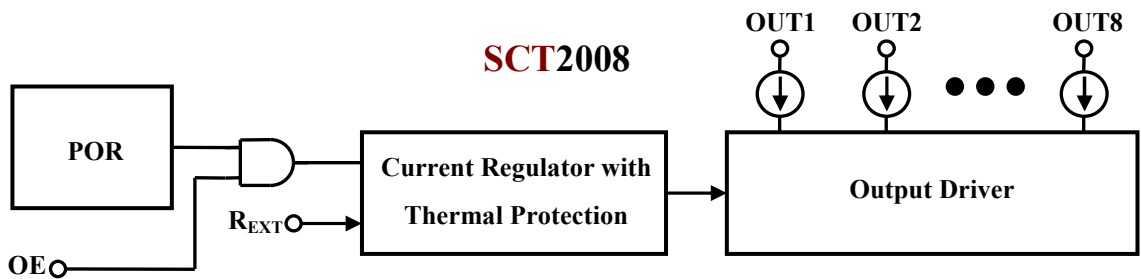 OUT1 OUT2 OUT8
SCT2008
POR
Current Regulator with
Thermal Protection
Output Driver
REXT
OE